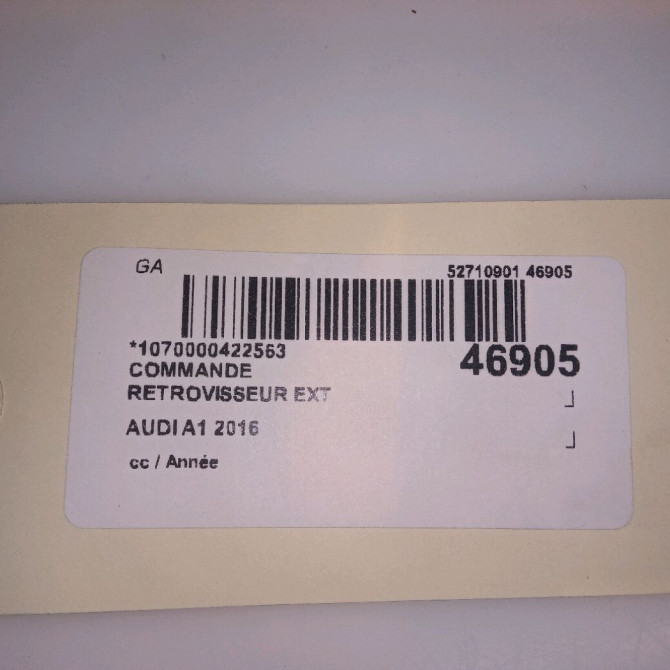 GA 52710901 46905
*1070000422563 46905
COMMANDE
RETROVISSEUR EXT
AUDI A1 2016
cc / Année